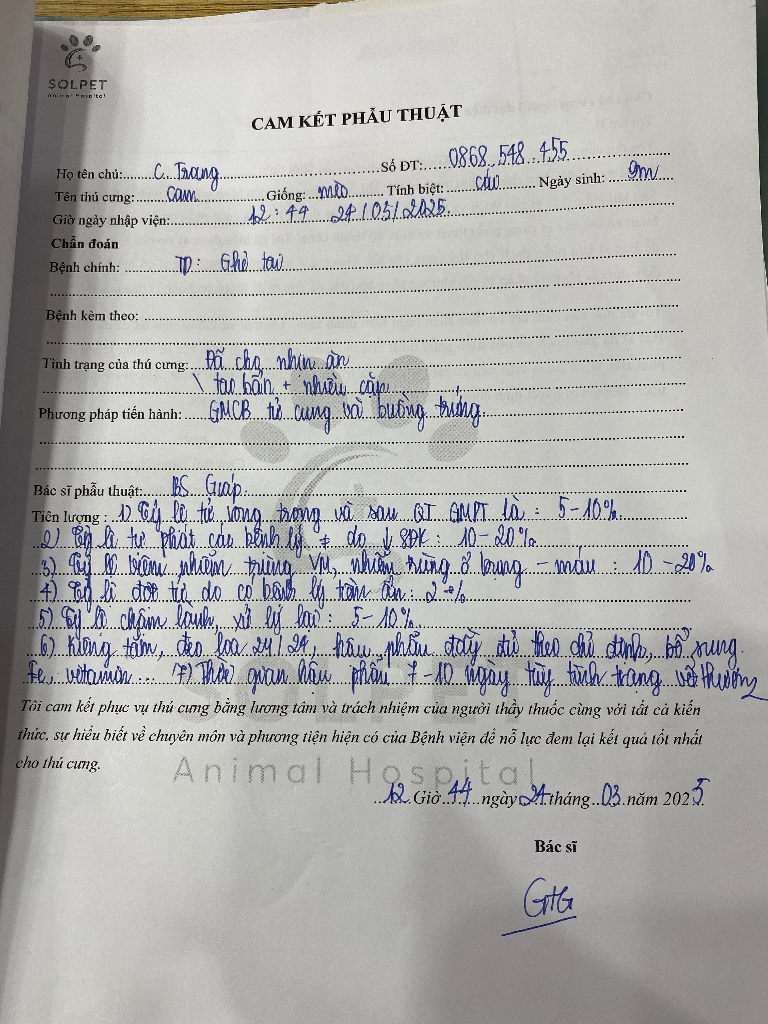 SOLPET
Animal Hospital
CAM KẾT PHẪU THUẬT
Họ tên chủ: C. Trang Số ĐT: 0868 548 455
Tên thú cưng: Cam Giống: mèo Tính biệt: cái Ngày sinh: 9m
Giờ ngày nhập viện: 12:44 24/03/2025
Chẩn đoán
Bệnh chính: TD: Ghẻ tai
Bệnh kèm theo:
Tình trạng của thú cưng: Đã cho nhịn ăn
\ tai bẩn + nhiều cặn
Phương pháp tiến hành: GMCB tử cung và buồng trứng
Bác sĩ phẫu thuật: BS Giáp
Tiên lượng: 1) Tỷ lệ tử vong trong và sau QT GMPT là: 5-10%
2) Tỷ lệ tự phát các bệnh lý ≠ do ↓ SĐK: 10-20%
3) Tỷ lệ viêm nhiễm trùng VM, nhiễm trùng ổ bụng - máu: 10-20%
4) Tỷ lệ đột tử do có bệnh lý tiềm ẩn: 2-%
5) Tỷ lệ chậm lành, xử lý lại: 5-10%
6) Không tắm, đeo loa 24/24, hậu phẫu đầy đủ theo chỉ định, bổ sung
Fe, vitamin... 7) Thời gian hậu phẫu 7-10 ngày tùy tình trạng vết thương
Tôi cam kết phục vụ thú cưng bằng lương tâm và trách nhiệm của người thầy thuốc cùng với tất cả kiến
thức, sự hiểu biết về chuyên môn và phương tiện hiện có của Bệnh viện để nỗ lực đem lại kết quả tốt nhất
cho thú cưng.
SOLPET
Animal Hospital
12 Giờ 44 ngày 24 tháng 03 năm 2025
Bác sĩ
GHG